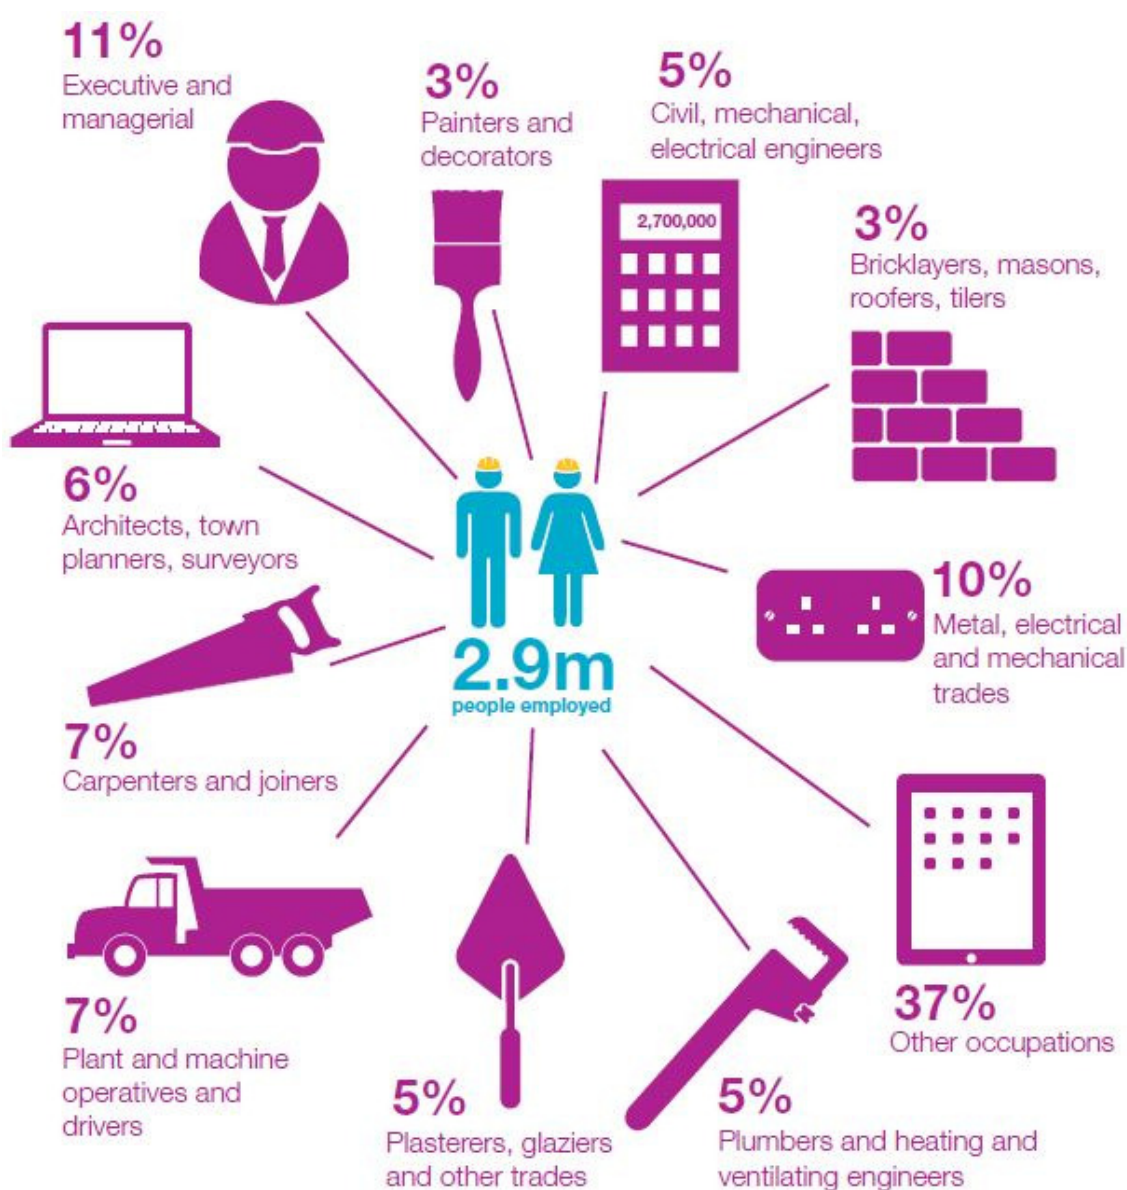 11%
Executive and
managerial
3%
Painters and
decorators
5%
Civil, mechanical,
electrical engineers
2,700,000
3%
Bricklayers, masons,
roofers, tilers
6%
Architects, town
planners, surveyors
10%
Metal, electrical
and mechanical
trades
2.9m
people employed
7%
Carpenters and joiners
37%
Other occupations
7%
Plant and machine
operatives and
drivers
5%
Plasterers, glaziers
and other trades
5%
Plumbers and heating and
ventilating engineers